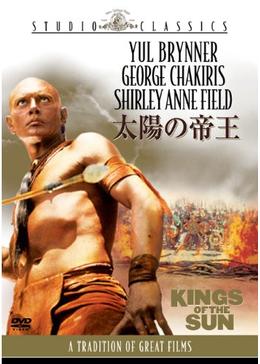 STUDIO CLASSICS
YUL BRYNNER
GEORGE CHAKIRIS
SHIRLEY ANNE FIELD
太陽の帝王
KINGS
OF THE
SUN
DVD
VIDEO
A TRADITION OF GREAT FILMS